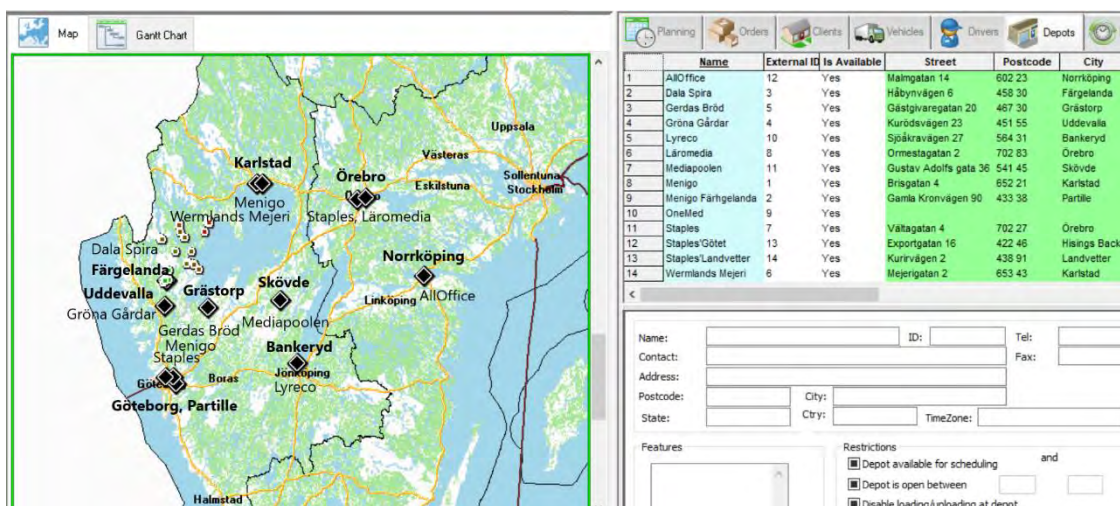 Map
Gantt Chart
Uppsala
Västerås
Karlstad
Örebro
Sollentuna
Eskilstuna
Stockholm
Menigo
Wermlands Mejeri
Staples, Läromedia
Dala Spira
Norrköping
Färgelanda
Skövde
Grästorp
Uddevalla
Linköping
AllOffice
Gröna Gårdar
Mediapoolen
Gerdas Bröd
Menigo
Staples
Bankeryd
Jönköping
Boras
Lyreco
Göteborg, Partille
Halmstad
Planning Orders Clients Vehicles Drivers Depots
Name External ID Is Available Street Postcode City
1 AllOffice 12 Yes Malmgatan 14 602 23 Norrköping
2 Dala Spira 3 Yes Håbynvägen 6 458 30 Färgelanda
3 Gerdas Bröd 5 Yes Gästgivaregatan 20 467 30 Grästorp
4 Gröna Gårdar 4 Yes Kurödsvägen 23 451 55 Uddevalla
5 Lyreco 10 Yes Sjöåkravägen 27 564 31 Bankeryd
6 Läromedia 8 Yes Ormestagatan 2 702 83 Örebro
7 Mediapoolen 11 Yes Gustav Adolfs gata 36 541 45 Skövde
8 Menigo 1 Yes Brisgatan 4 652 21 Karlstad
9 Menigo Färhgelanda 2 Yes Gamla Kronvägen 90 433 38 Partille
10 OneMed 9 Yes
11 Staples 7 Yes Vältagatan 4 702 27 Örebro
12 Staples'Götet 13 Yes Exportgatan 16 422 46 Hisings Back
13 Staples'Landvetter 14 Yes Kurirvägen 2 438 91 Landvetter
14 Wermlands Mejeri 6 Yes Mejerigatan 2 653 43 Karlstad
Name: ID: Tel:
Contact: Fax:
Address:
Postcode: City:
State: Ctry: TimeZone:
Features
Restrictions
Depot available for scheduling and
Depot is open between
Disable loading/unloading at depot